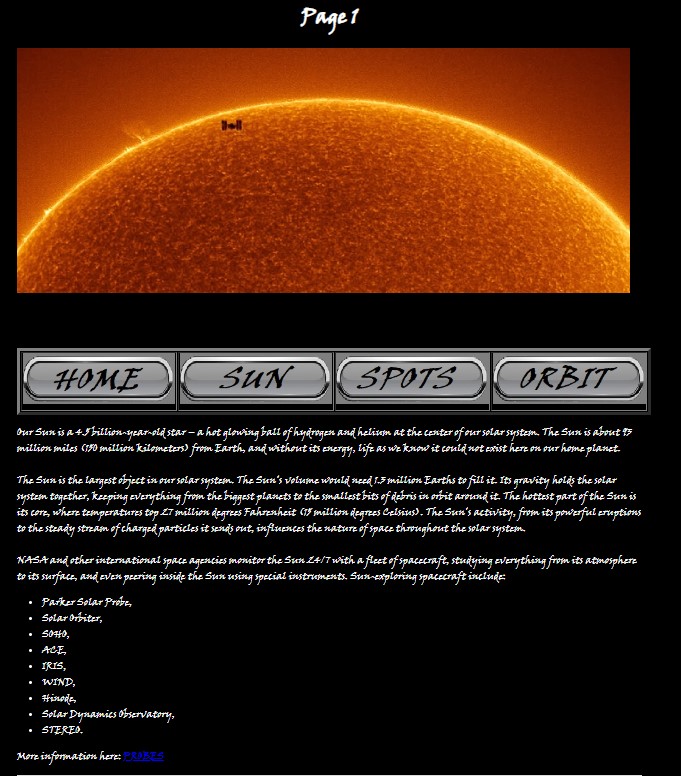 Page 1
HOME SUN SPOTS ORBIT
Our Sun is a 4.5 billion-year-old star – a hot glowing ball of hydrogen and helium at the center of our solar system. The Sun is about 93
million miles (150 million kilometers) from Earth, and without its energy, life as we know it could not exist here on our home planet.
The Sun is the largest object in our solar system. The Sun's volume would need 1.3 million Earths to fill it. Its gravity holds the solar
system together, keeping everything from the biggest planets to the smallest bits of debris in orbit around it. The hottest part of the Sun is
its core, where temperatures top 27 million degrees Fahrenheit (15 million degrees Celsius). The Sun's activity, from its powerful eruptions
to the steady stream of charged particles it sends out, influences the nature of space throughout the solar system.
NASA and other international space agencies monitor the Sun 24/7 with a fleet of spacecraft, studying everything from its atmosphere
to its surface, and even peering inside the Sun using special instruments. Sun-exploring spacecraft include:
• Parker Solar Probe,
• Solar Orbiter,
• SOHO,
• ACE,
• IRIS,
• WIND,
• Hinode,
• Solar Dynamics Observatory,
• STEREO.
More information here: PROBES